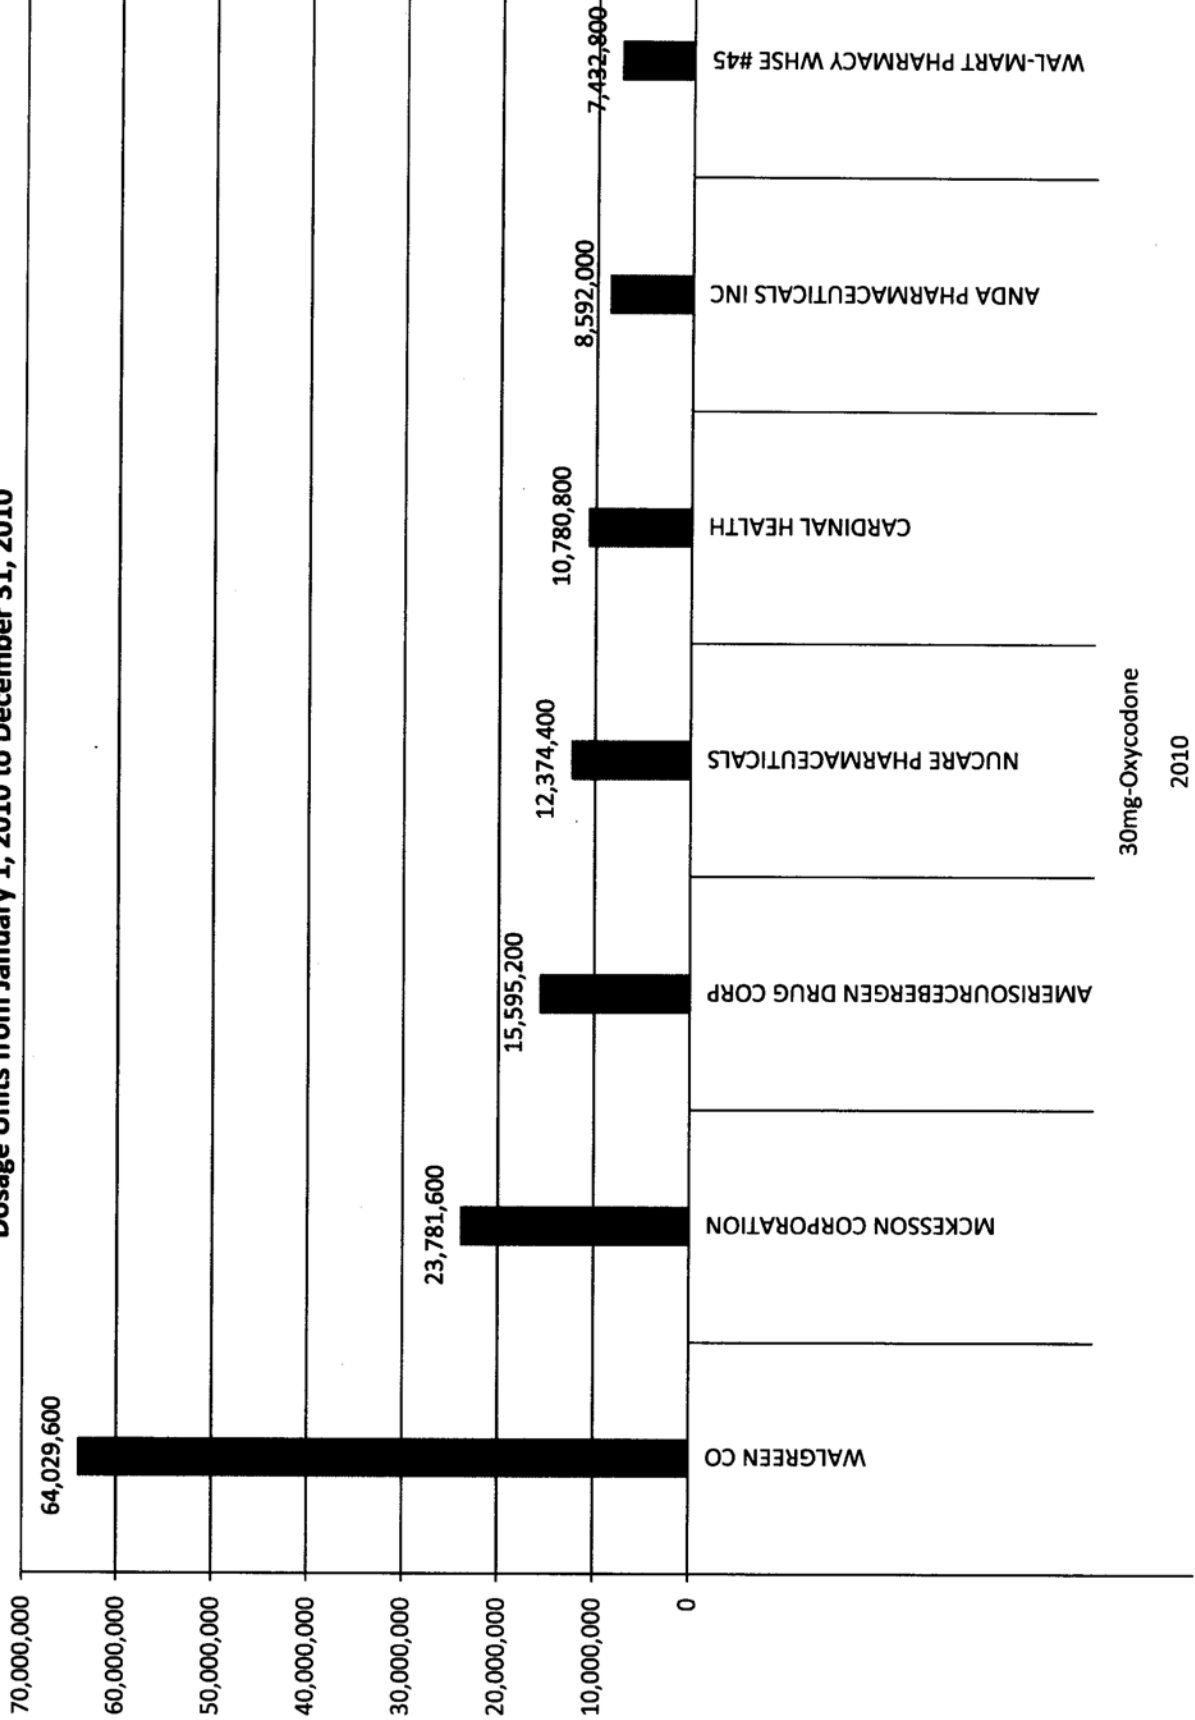 Dosage Units from January 1, 2010 to December 31, 2010
70,000,000
60,000,000
50,000,000
40,000,000
30,000,000
20,000,000
10,000,000
0
64,029,600
23,781,600
15,595,200
12,374,400
10,780,800
8,592,000
7,432,800
WALGREEN CO
MCKESSON CORPORATION
AMERISOURCEBERGEN DRUG CORP
NUCARE PHARMACEUTICALS
CARDINAL HEALTH
ANDA PHARMACEUTICALS INC
WAL-MART PHARMACY WHSE #45
30mg-Oxycodone
2010